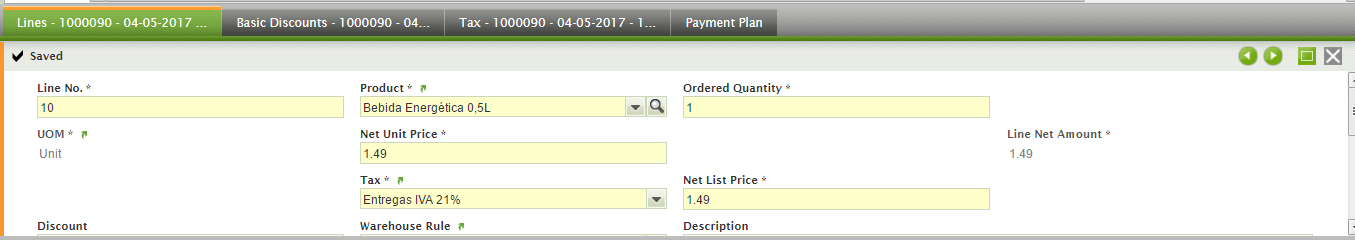 Lines - 1000090 - 04-05-2017 ...
Basic Discounts - 1000090 - 04...
Tax - 1000090 - 04-05-2017 - 1...
Payment Plan
Saved
Line No. *
Product *
Ordered Quantity *
10
Bebida Energética 0,5L
1
UOM *
Net Unit Price *
Line Net Amount *
Unit
1.49
1.49
Tax *
Net List Price *
Entregas IVA 21%
1.49
Discount
Warehouse Rule
Description